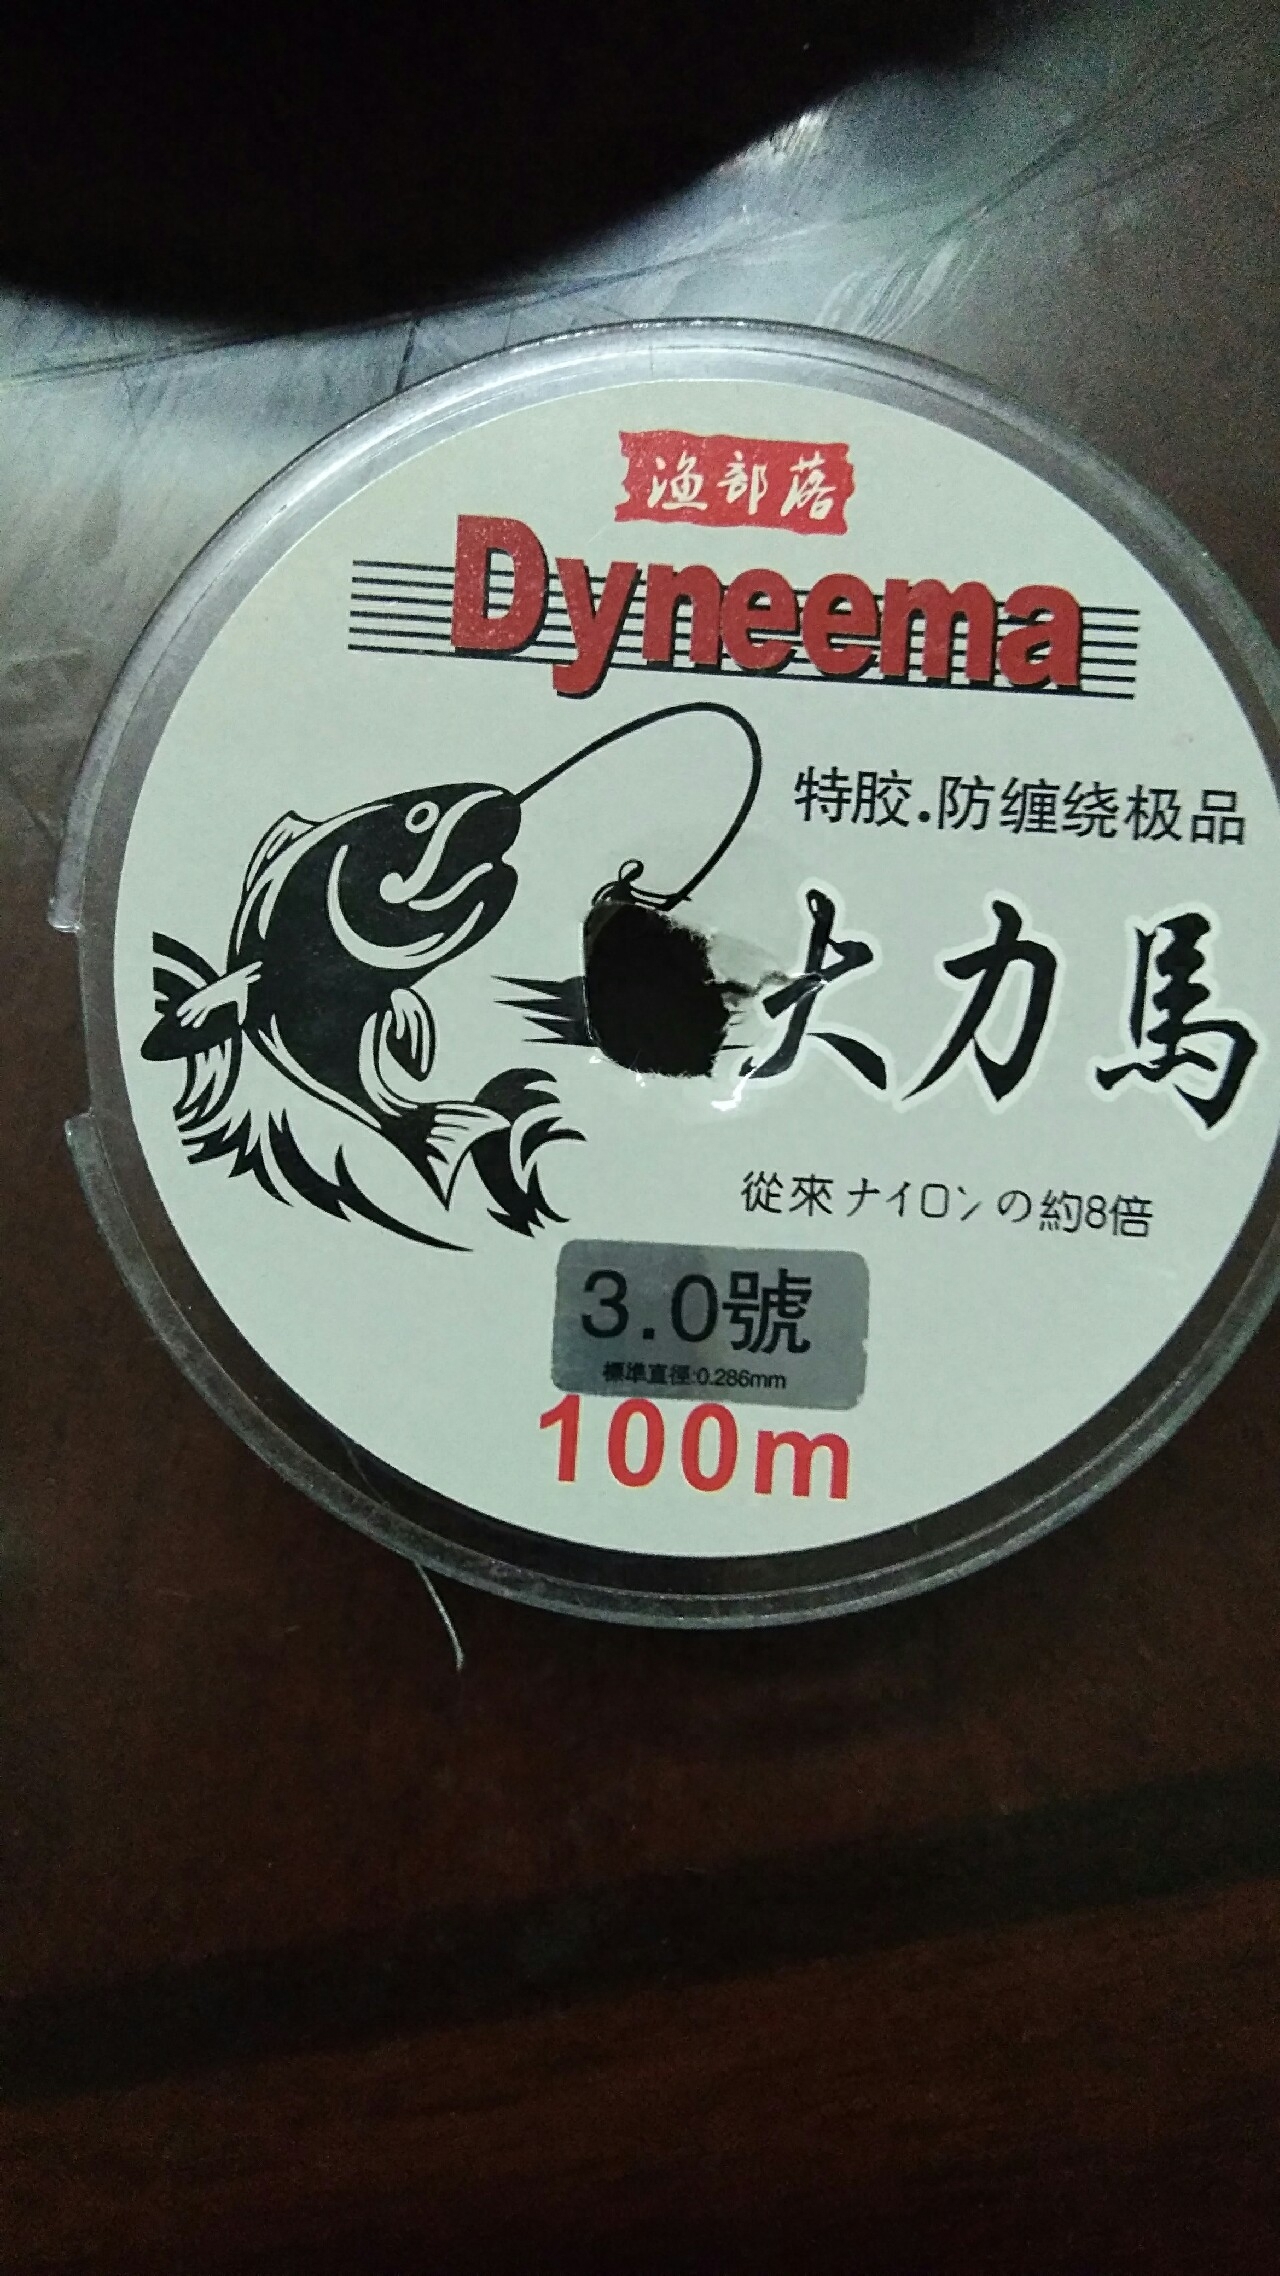 渔部落
Dyneema
特胶.防缠绕极品
大力馬
從來ナイロンの約8倍
3.0號
標準直徑:0.286mm
100m